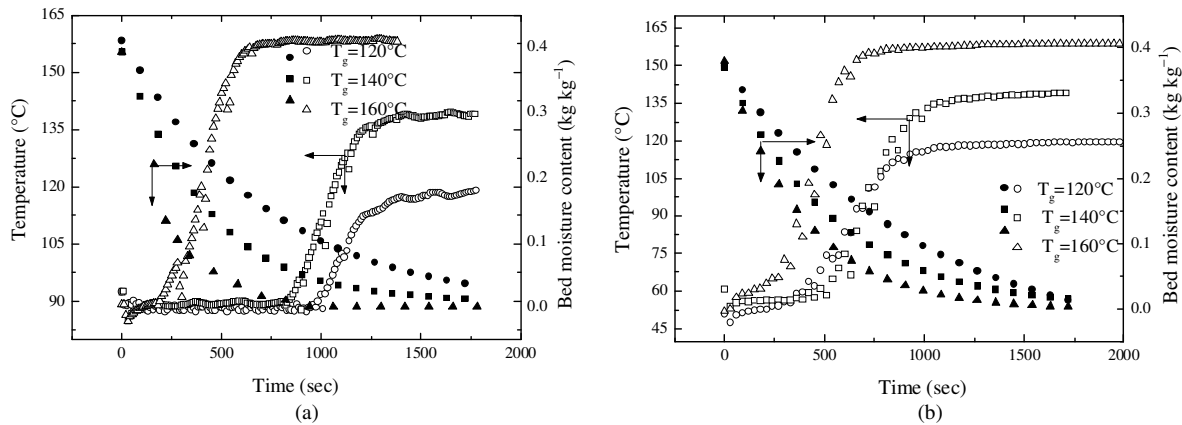 165
150
135
120
105
90
Temperature (°C)
0
500
1000
1500
2000
Time (sec)
0.4
0.3
0.2
0.1
0.0
Bed moisture content (kg kg⁻¹)
T_g=120°C
T_g=140°C
T_g=160°C
(a)
165
150
135
120
105
90
75
60
45
Temperature (°C)
0
500
1000
1500
2000
Time (sec)
0.4
0.3
0.2
0.1
0.0
Bed moisture content (kg kg⁻¹)
T_g=120°C
T_g=140°C
T_g=160°C
(b)